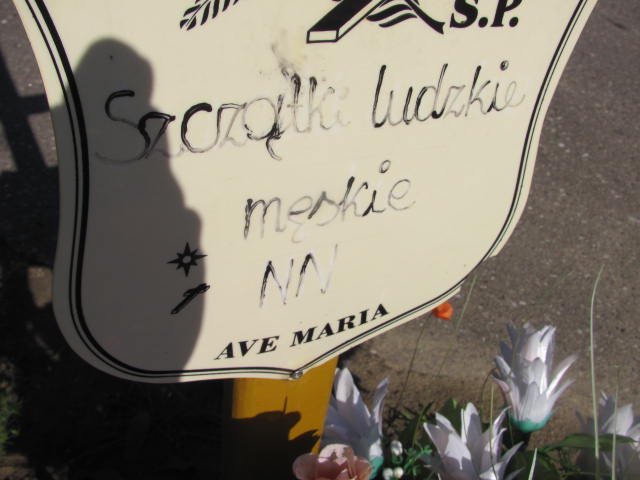 S.P.
Szczątki ludzkie
męskie
NN
AVE MARIA